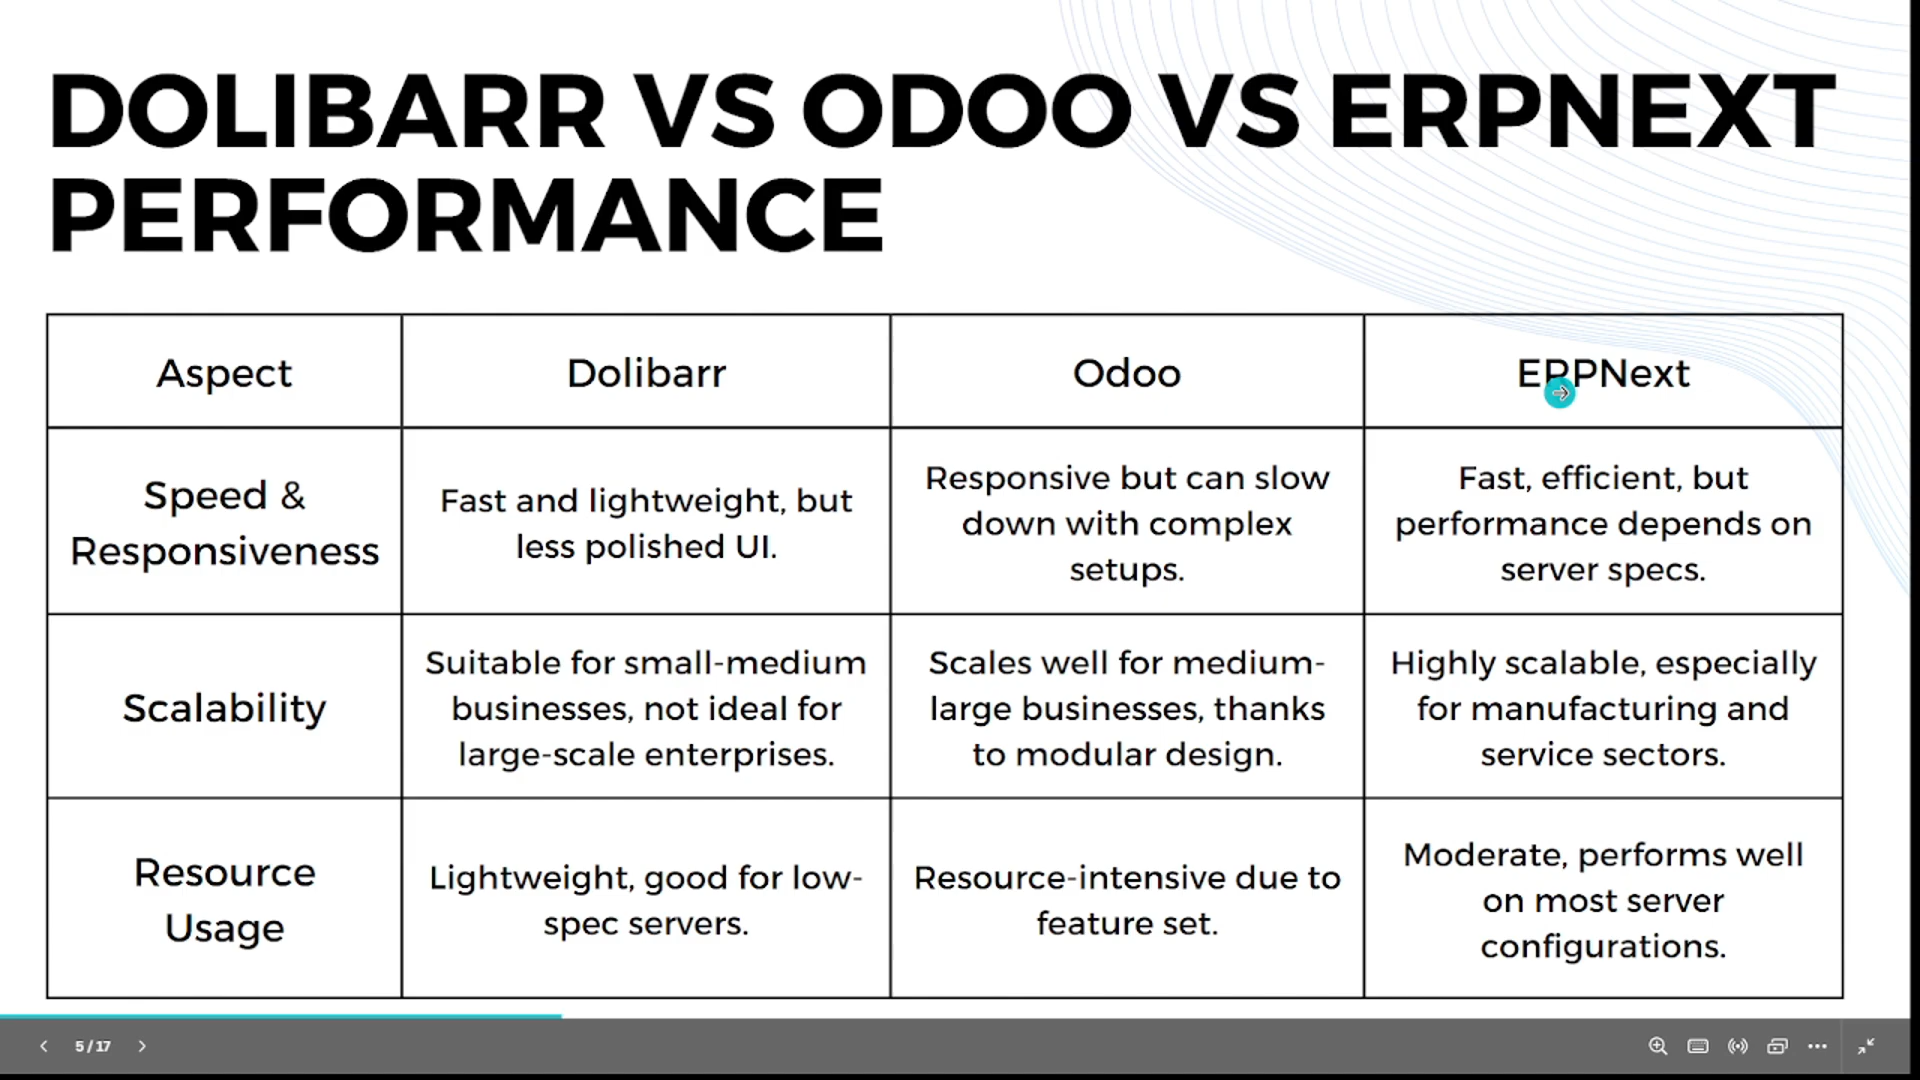 DOLIBARR VS ODOO VS ERPNEXT
PERFORMANCE
Aspect
Dolibarr
Odoo
ERPNext
Speed &
Responsiveness
Fast and lightweight, but
less polished UI.
Responsive but can slow
down with complex
setups.
Fast, efficient, but
performance depends on
server specs.
Scalability
Suitable for small-medium
businesses, not ideal for
large-scale enterprises.
Scales well for medium-
large businesses, thanks
to modular design.
Highly scalable, especially
for manufacturing and
service sectors.
Resource
Usage
Lightweight, good for low-
spec servers.
Resource-intensive due to
feature set.
Moderate, performs well
on most server
configurations.
5 / 17